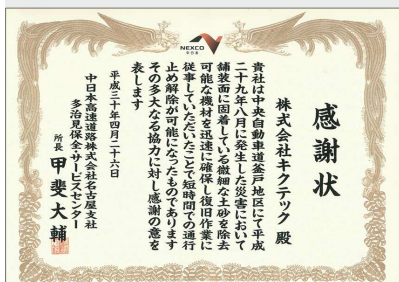 NEXCO
中日本
感謝状
株式会社キクテック 殿
貴社は中央自動車道釜戸地区にて平成
二十九年八月に発生した災害において
舗装面に固着している微細な土砂を除去
可能な機材を迅速に確保し復旧作業に
従事していただいたことで短時間での通行
止め解除が可能になったものであります
その多大なる協力に対し感謝の意を
表します
平成三十年四月二十六日
中日本高速道路株式会社名古屋支社
多治見保全・サービスセンター
所長 甲斐大輔